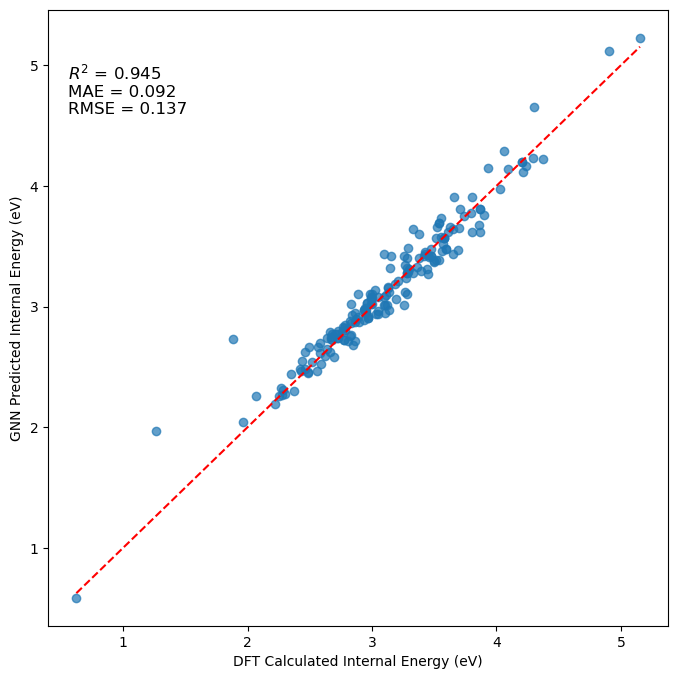 R² = 0.945
MAE = 0.092
RMSE = 0.137
GNN Predicted Internal Energy (eV)
5
4
3
2
1
1 2 3 4 5
DFT Calculated Internal Energy (eV)